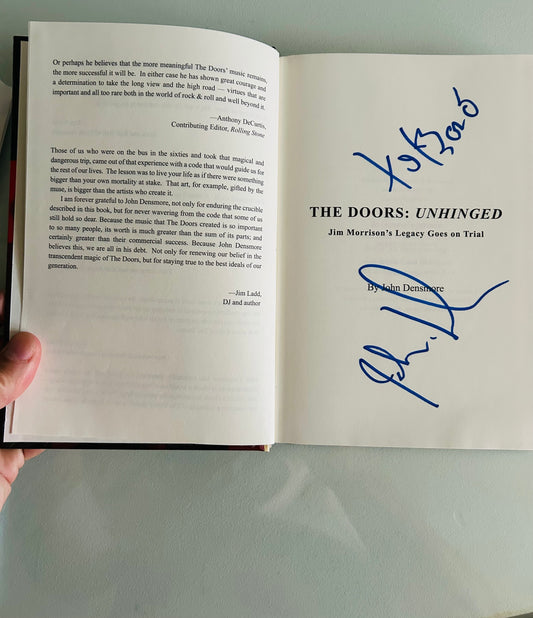 Or perhaps he believes that the more meaningful The Doors' music remains,
the more successful it will be. In either case he has shown great courage and
a determination to take the long view and the high road — virtues that are
important and all too rare both in the world of rock & roll and well beyond it.
—Anthony DeCurtis,
Contributing Editor, Rolling Stone
Those of us who were on the bus in the sixties and took that magical and
dangerous trip, came out of that experience with a code that would guide us for
the rest of our lives. The lesson was to live your life as if there were something
bigger than your own mortality at stake. That art, for example, gifted by the
muse, is bigger than the artists who create it.
I am forever grateful to John Densmore, not only for enduring the crucible
described in this book, but for never wavering from the code that some of us
still hold so dear. Because the music that The Doors created is so important
to so many people, its worth is much greater than the sum of its parts; and
certainly greater than their commercial success. Because John Densmore
believes this, we are all in his debt. Not only for renewing our belief in the
transcendent magic of The Doors, but for staying true to the best ideals of our
generation.
—Jim Ladd,
DJ and author
THE DOORS: UNHINGED
Jim Morrison's Legacy Goes on Trial
By John Densmore
John